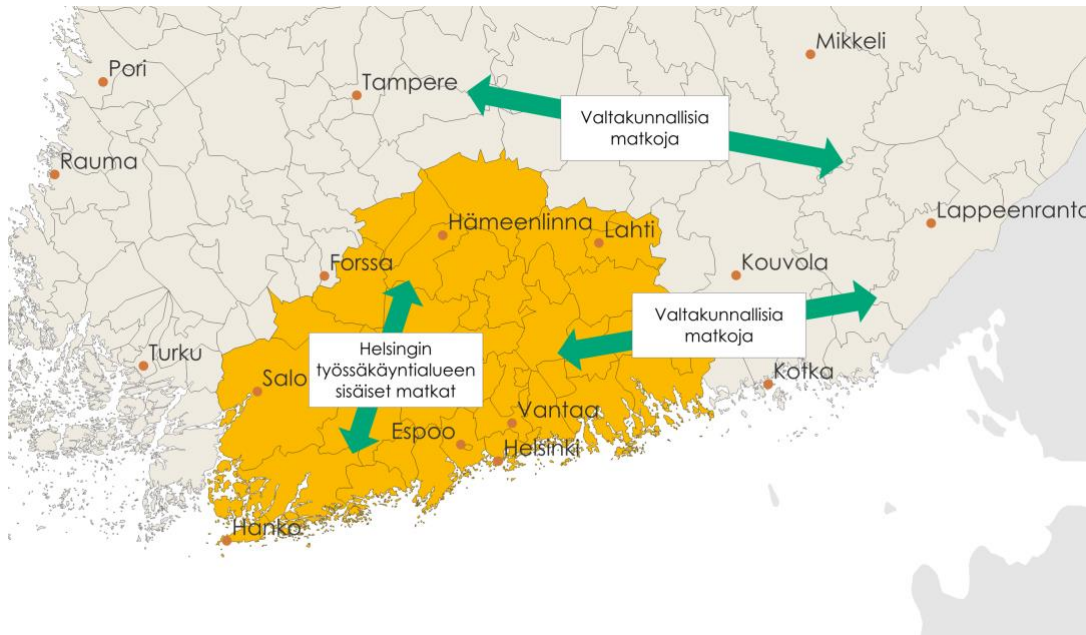 Mikkeli
Pori
Tampere
Valtakunnallisia
matkoja
Rauma
Lappeenranta
Hämeenlinna
Lahti
Forssa
Kouvola
Valtakunnallisia
matkoja
Helsingin
työssäkäyntialueen
sisäiset matkat
Turku
Salo
Kotka
Vantaa
Espoo
Helsinki
Hanko